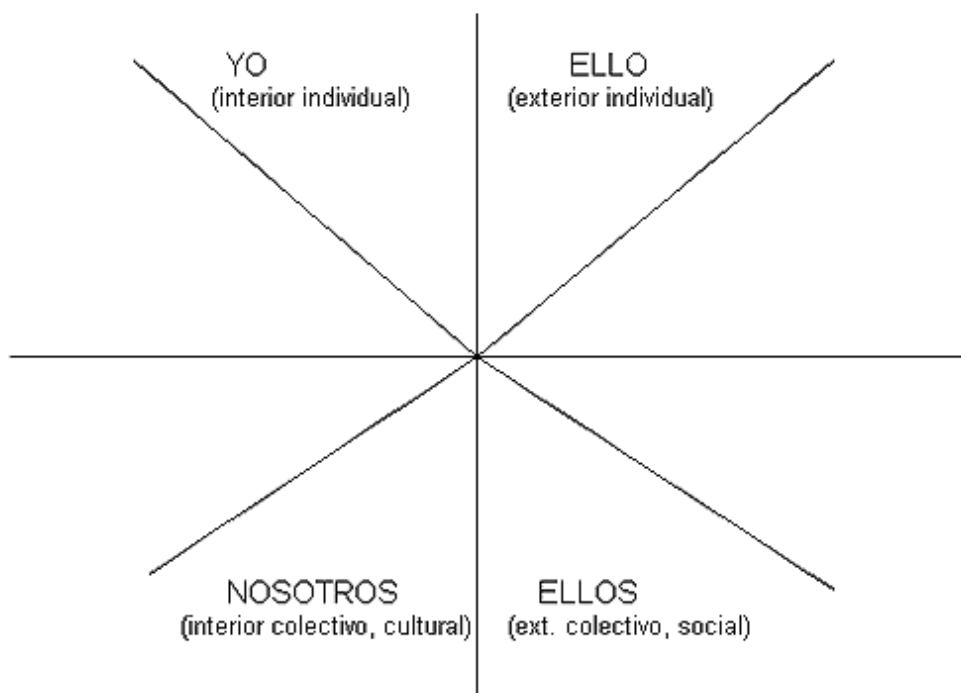 YO
(interior individual)
ELLO
(exterior individual)
NOSOTROS
(interior colectivo, cultural)
ELLOS
(ext. colectivo, social)